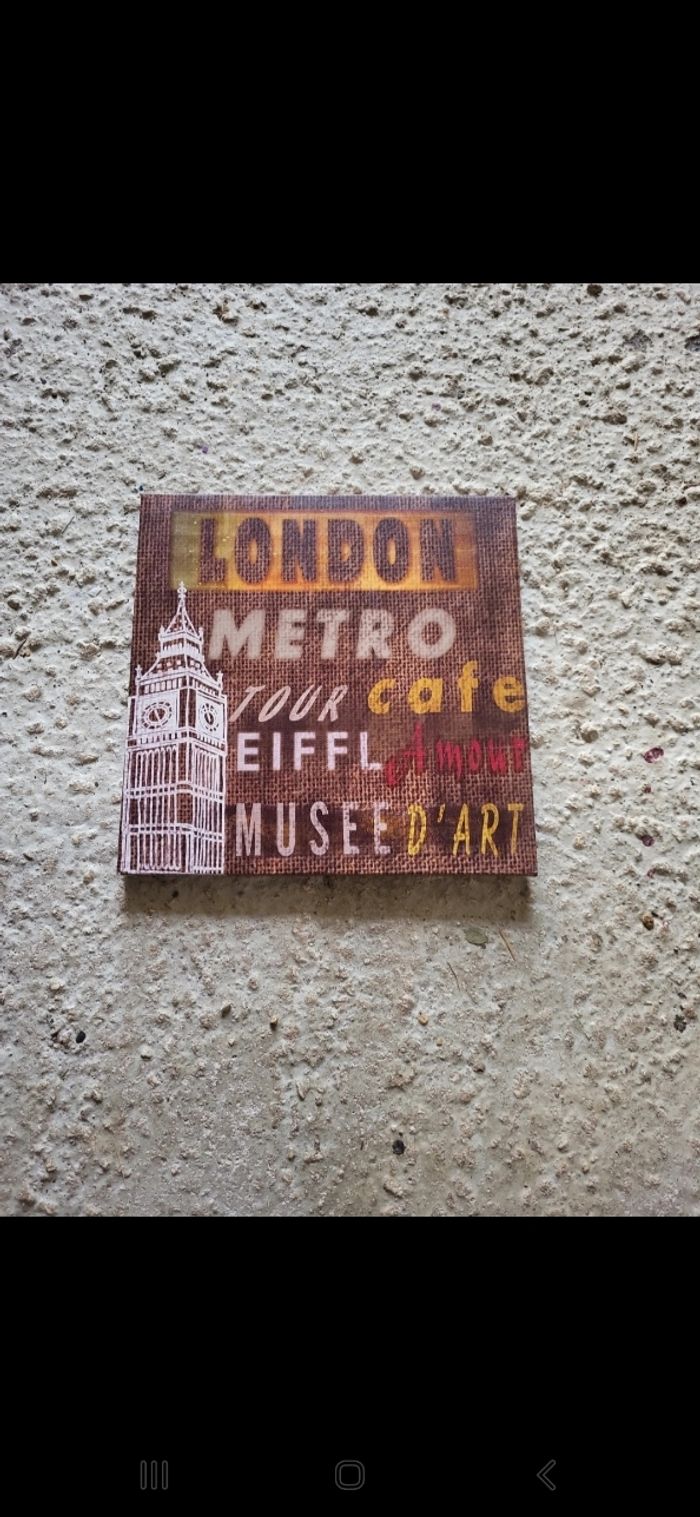 LONDON
METRO
TOUR cafe
EIFFL Amour
MUSEE D'ART